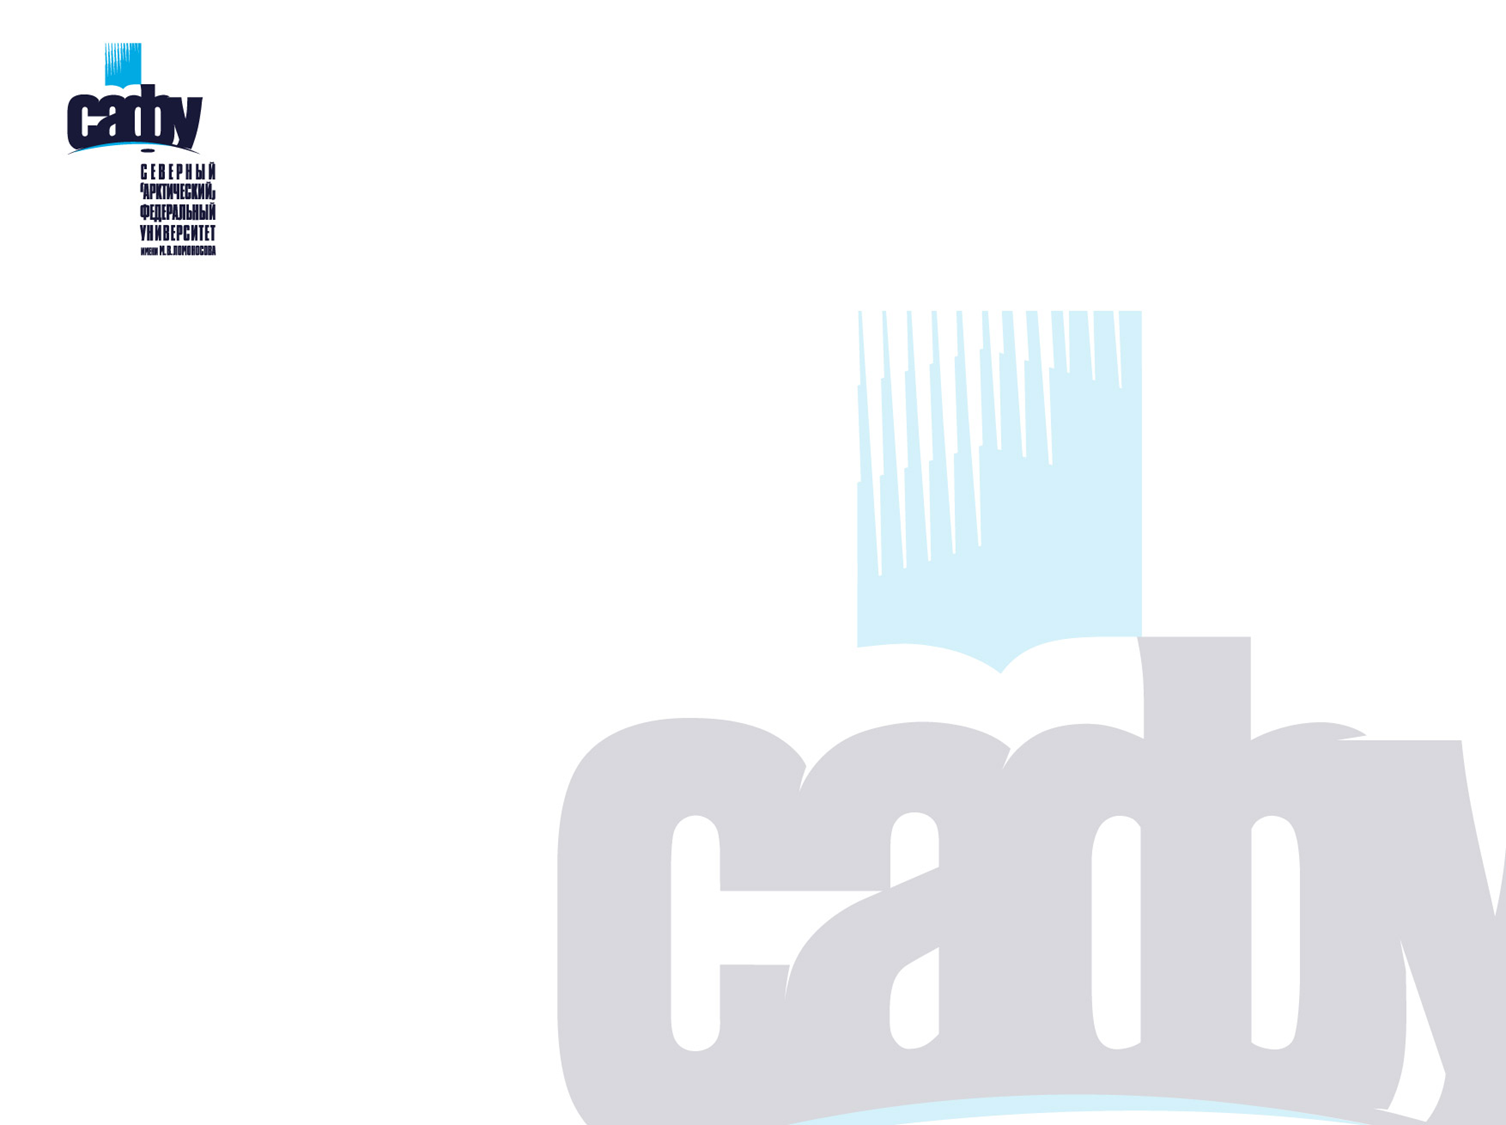 сафу
СЕВЕРНЫЙ
(АРКТИЧЕСКИЙ)
ФЕДЕРАЛЬНЫЙ
УНИВЕРСИТЕТ
ИМЕНИ М.В.ЛОМОНОСОВА
сафу